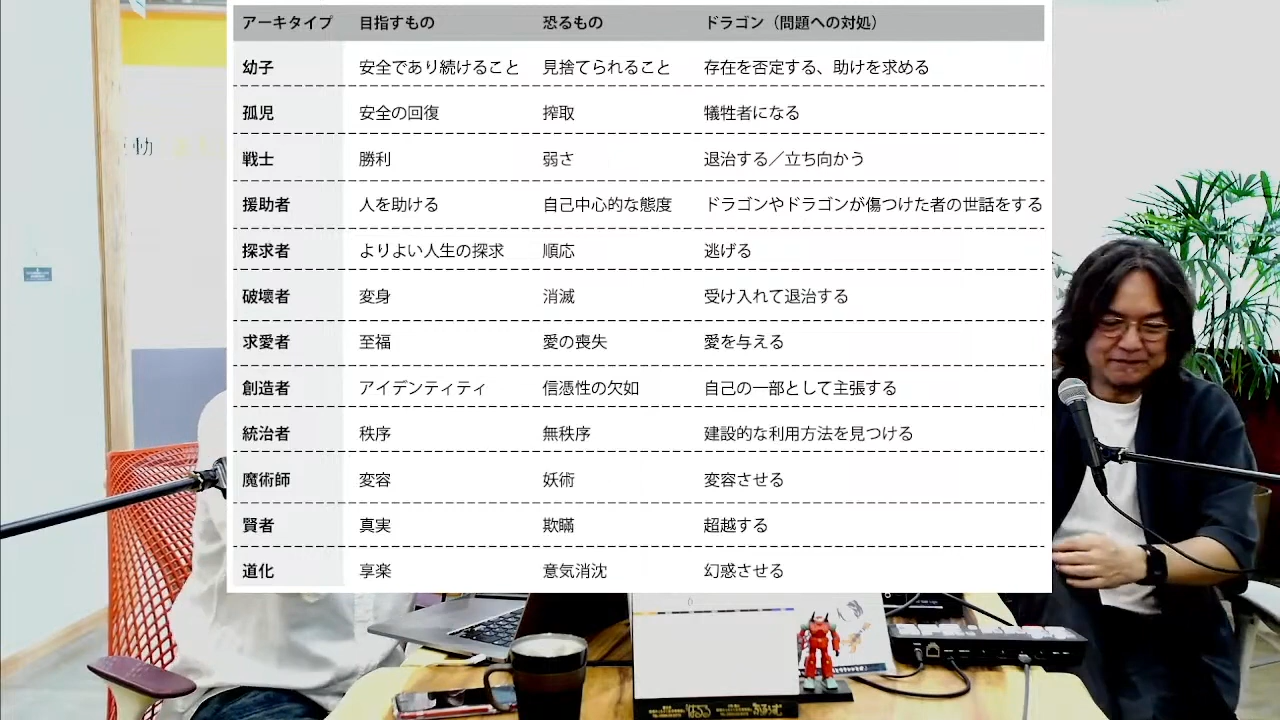 アーキタイプ 目指すもの 恐るもの ドラゴン（問題への対処）
幼子 安全であり続けること 見捨てられること 存在を否定する、助けを求める
孤児 安全の回復 搾取 犠牲者になる
戦士 勝利 弱さ 退治する／立ち向かう
援助者 人を助ける 自己中心的な態度 ドラゴンやドラゴンが傷つけた者の世話をする
探求者 よりよい人生の探求 順応 逃げる
破壊者 変身 消滅 受け入れて退治する
求愛者 至福 愛の喪失 愛を与える
創造者 アイデンティティ 信憑性の欠如 自己の一部として主張する
統治者 秩序 無秩序 建設的な利用方法を見つける
魔術師 変容 妖術 変容させる
賢者 真実 欺瞞 超越する
道化 享楽 意気消沈 幻惑させる
動